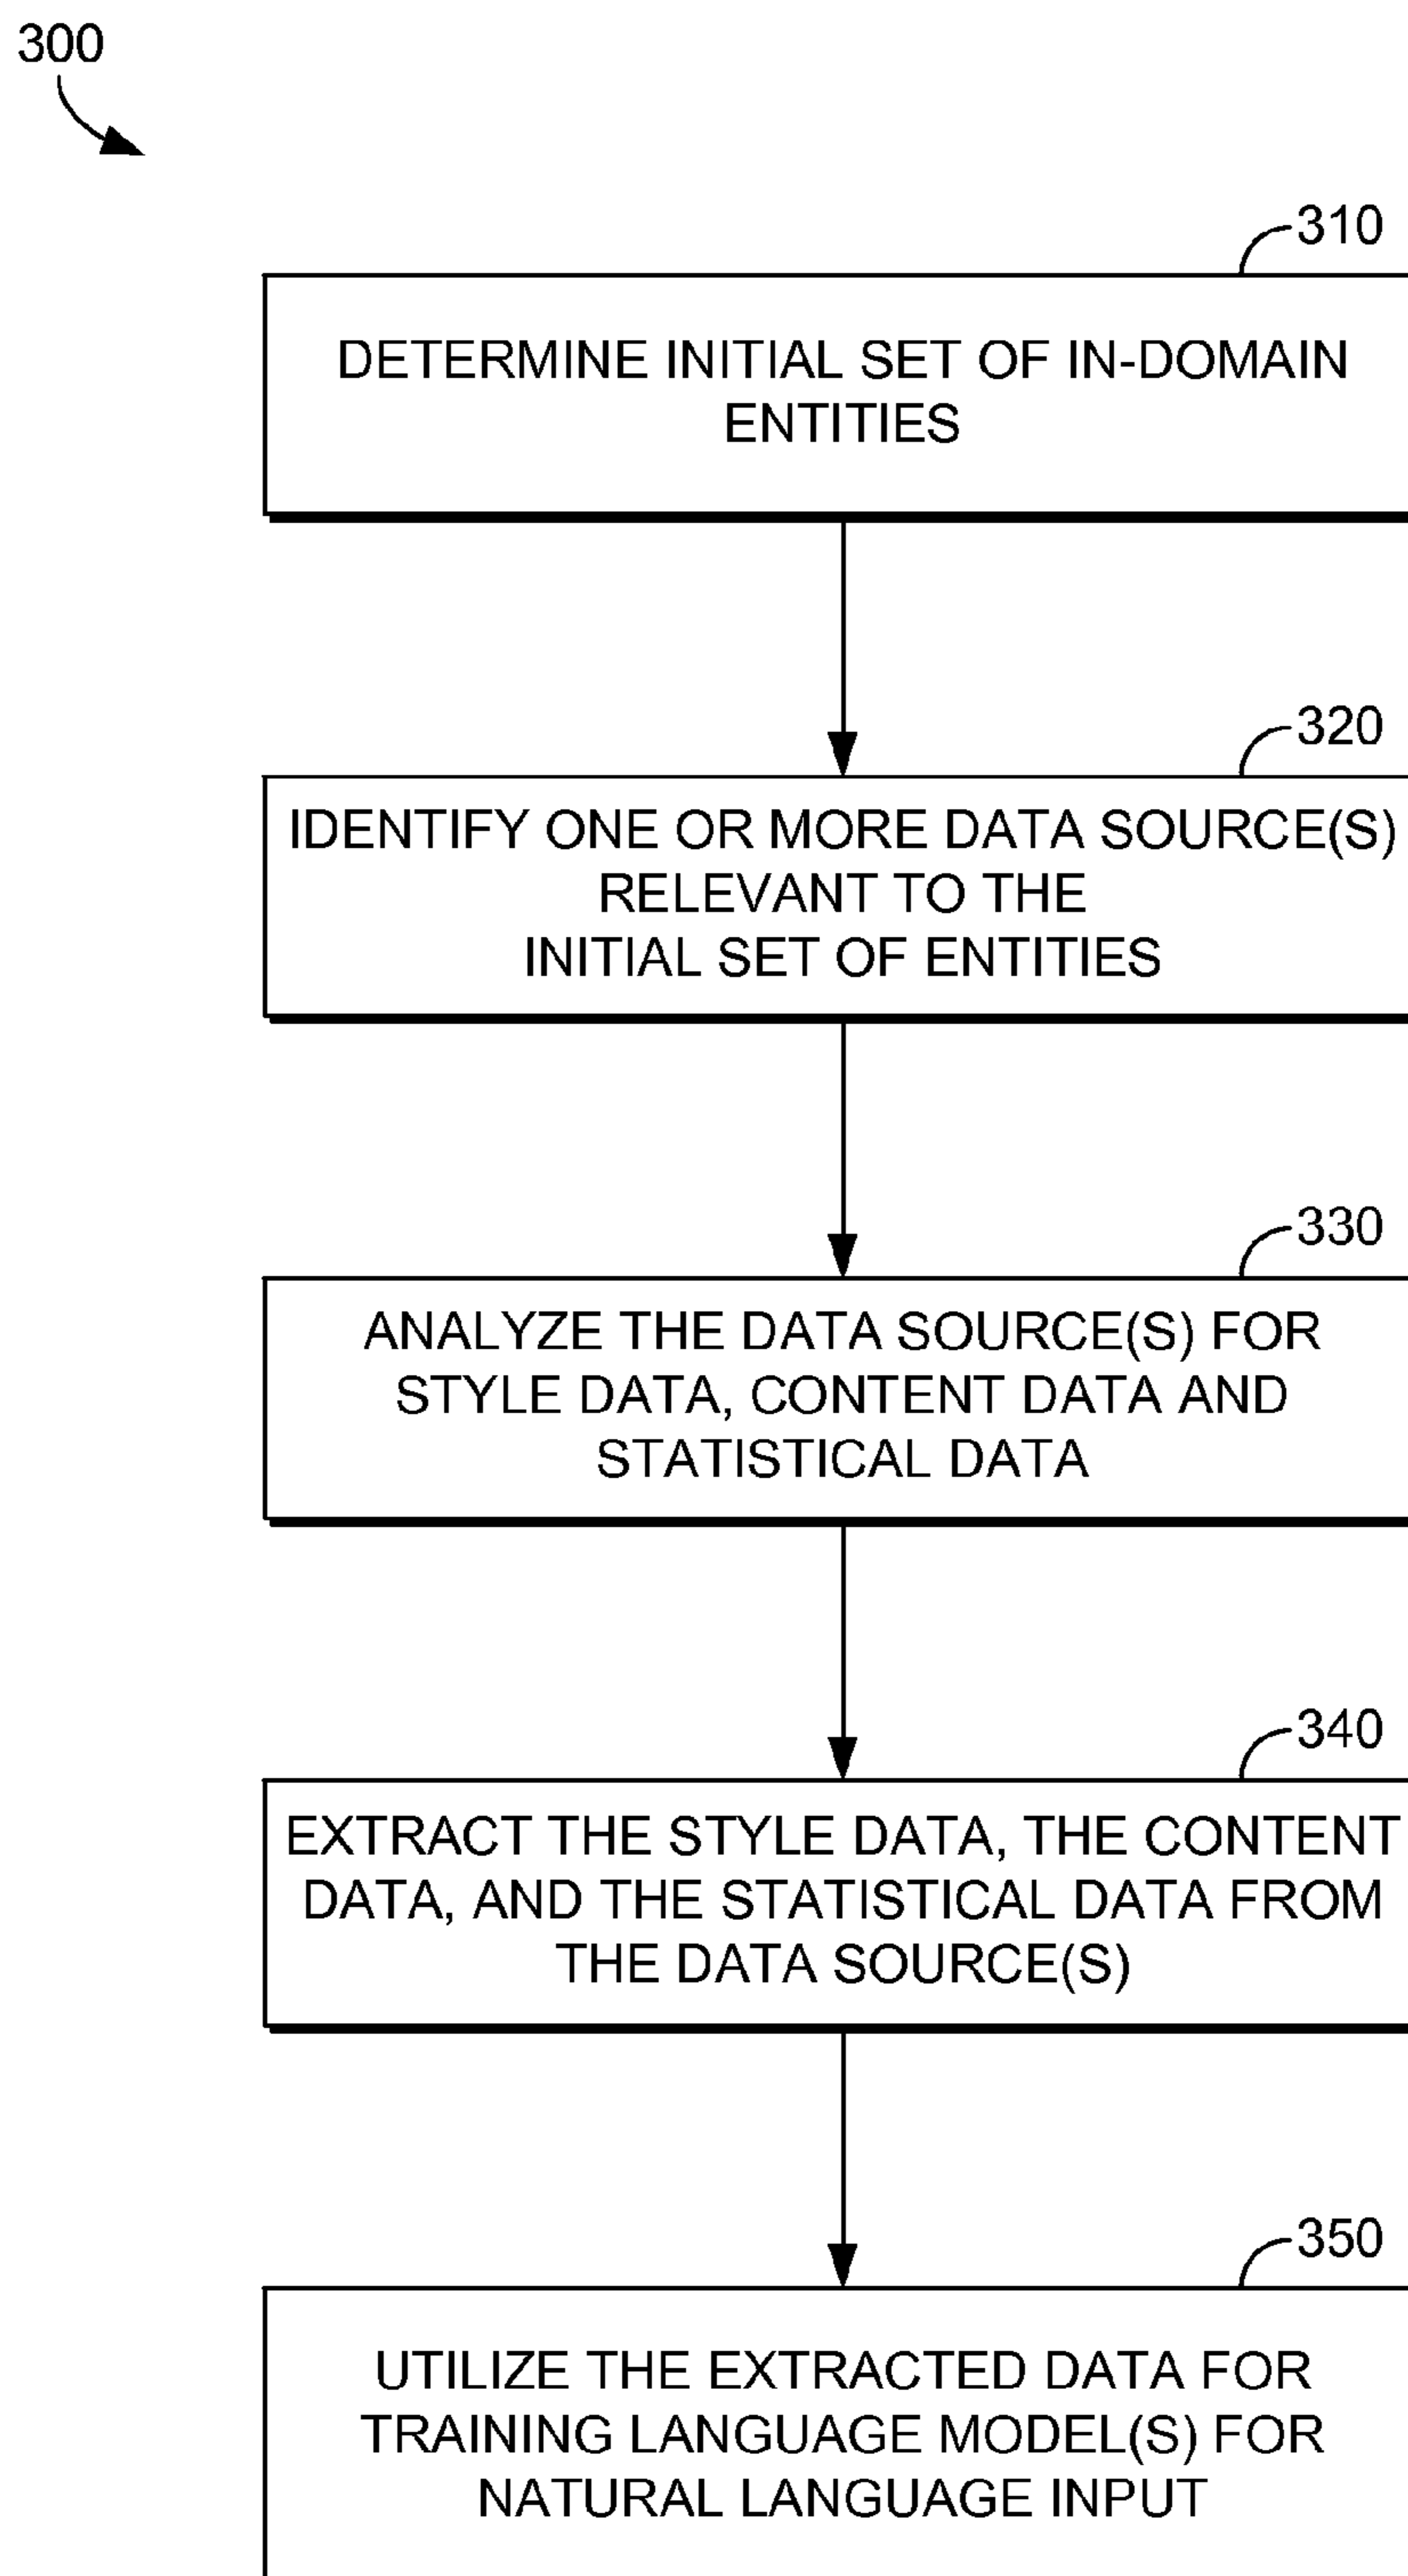 300
310
DETERMINE INITIAL SET OF IN-DOMAIN
ENTITIES
320
IDENTIFY ONE OR MORE DATA SOURCE(S)
RELEVANT TO THE
INITIAL SET OF ENTITIES
330
ANALYZE THE DATA SOURCE(S) FOR
STYLE DATA, CONTENT DATA AND
STATISTICAL DATA
340
EXTRACT THE STYLE DATA, THE CONTENT
DATA, AND THE STATISTICAL DATA FROM
THE DATA SOURCE(S)
350
UTILIZE THE EXTRACTED DATA FOR
TRAINING LANGUAGE MODEL(S) FOR
NATURAL LANGUAGE INPUT